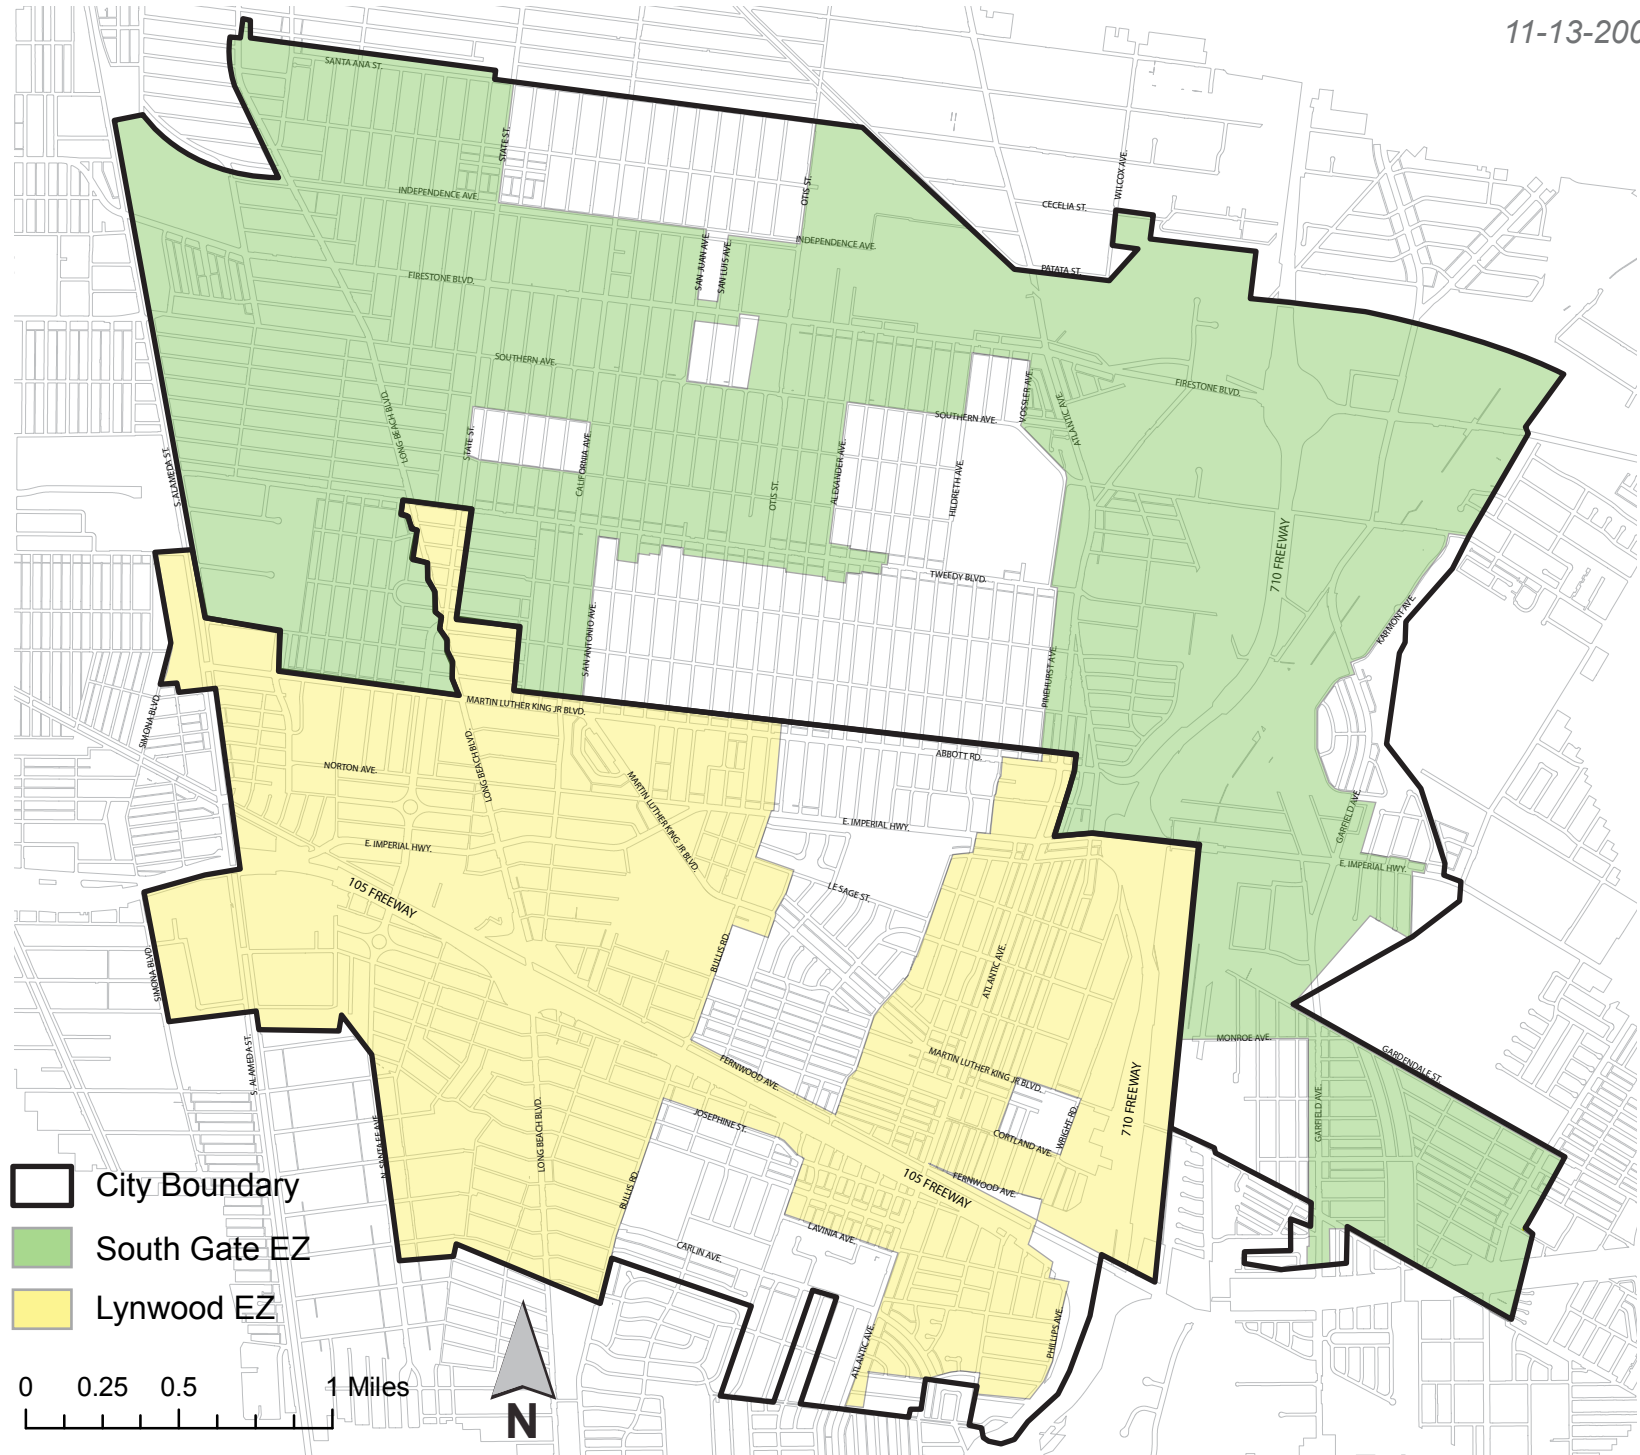 11-13-200
SANTA ANA ST.
STATE ST.
WILCOX AVE.
OTIS ST.
INDEPENDENCE AVE.
CECELIA ST.
INDEPENDENCE AVE.
SAN JUAN AVE.
SAN LUIS AVE.
PATATA ST.
FIRESTONE BLVD.
SOUTHERN AVE.
FIRESTONE BLVD.
VOSSLER AVE.
LONG BEACH BLVD.
ATLANTIC AVE.
SOUTHERN AVE.
STATE ST.
CALIFORNIA AVE.
S. ALAMEDA ST.
OTIS ST.
ALEXANDER AVE.
HILDRETH AVE.
710 FREEWAY
TWEEDY BLVD.
KARMONT AVE.
SAN ANTONIO AVE.
PINEHURST AVE.
SIMONA BLVD.
MARTIN LUTHER KING JR BLVD.
ABBOTT RD.
LONG BEACH BLVD.
NORTON AVE.
MARTIN LUTHER KING JR BLVD.
E. IMPERIAL HWY.
GARFIELD AVE.
E. IMPERIAL HWY.
E. IMPERIAL HWY.
105 FREEWAY
LE SAGE ST.
BULLIS RD.
ATLANTIC AVE.
SIMONA BLVD.
MONROE AVE.
S. ALAMEDA ST.
GARDENDALE ST.
FERNWOOD AVE.
MARTIN LUTHER KING JR BLVD.
710 FREEWAY
GARFIELD AVE.
JOSEPHINE ST.
WRIGHT RD.
CORTLAND AVE.
N. SANTA FE AVE.
LONG BEACH BLVD.
FERNWOOD AVE.
105 FREEWAY
BULLIS RD.
City Boundary
LAVINIA AVE.
CARLIN AVE.
South Gate EZ
Lynwood EZ
ATLANTIC AVE.
PHILLIPS AVE.
0 0.25 0.5 1 Miles
N